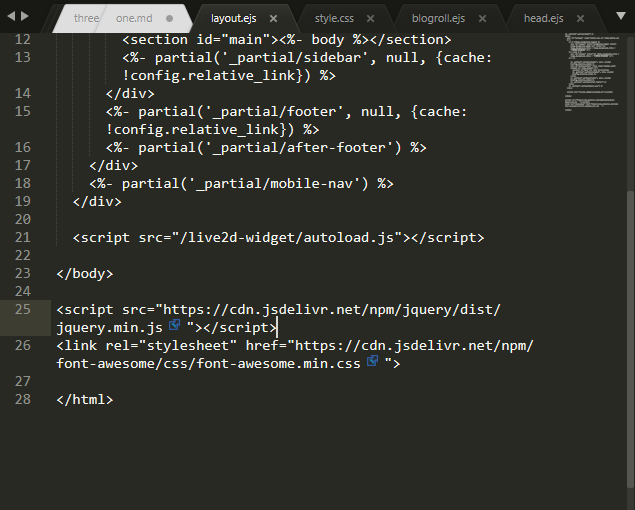 three one.md layout.ejs style.css blogroll.ejs head.ejs
12 <section id="main"><%- body %></section>
13 <%- partial('_partial/sidebar', null, {cache:
!config.relative_link}) %>
14 </div>
15 <%- partial('_partial/footer', null, {cache:
!config.relative_link}) %>
16 <%- partial('_partial/after-footer') %>
17 </div>
18 <%- partial('_partial/mobile-nav') %>
19 </div>
20
21 <script src="/live2d-widget/autoload.js"></script>
22
23 </body>
24
25 <script src="https://cdn.jsdelivr.net/npm/jquery/dist/
jquery.min.js "></script>
26 <link rel="stylesheet" href="https://cdn.jsdelivr.net/npm/
font-awesome/css/font-awesome.min.css ">
27
28 </html>